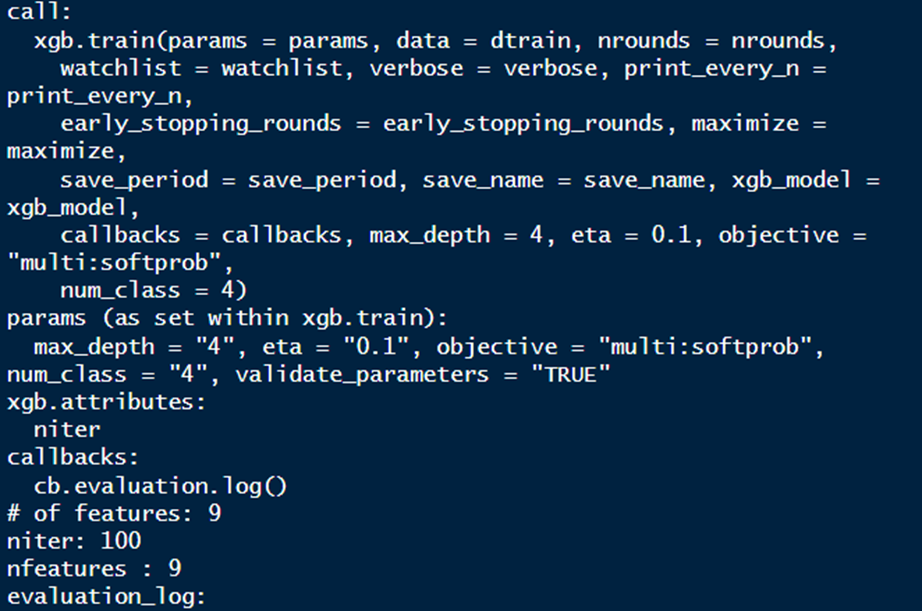 call:
  xgb.train(params = params, data = dtrain, nrounds = nrounds,
    watchlist = watchlist, verbose = verbose, print_every_n =
print_every_n,
    early_stopping_rounds = early_stopping_rounds, maximize =
maximize,
    save_period = save_period, save_name = save_name, xgb_model =
xgb_model,
    callbacks = callbacks, max_depth = 4, eta = 0.1, objective =
"multi:softprob",
    num_class = 4)
params (as set within xgb.train):
  max_depth = "4", eta = "0.1", objective = "multi:softprob",
num_class = "4", validate_parameters = "TRUE"
xgb.attributes:
  niter
callbacks:
  cb.evaluation.log()
# of features: 9
niter: 100
nfeatures : 9
evaluation_log: